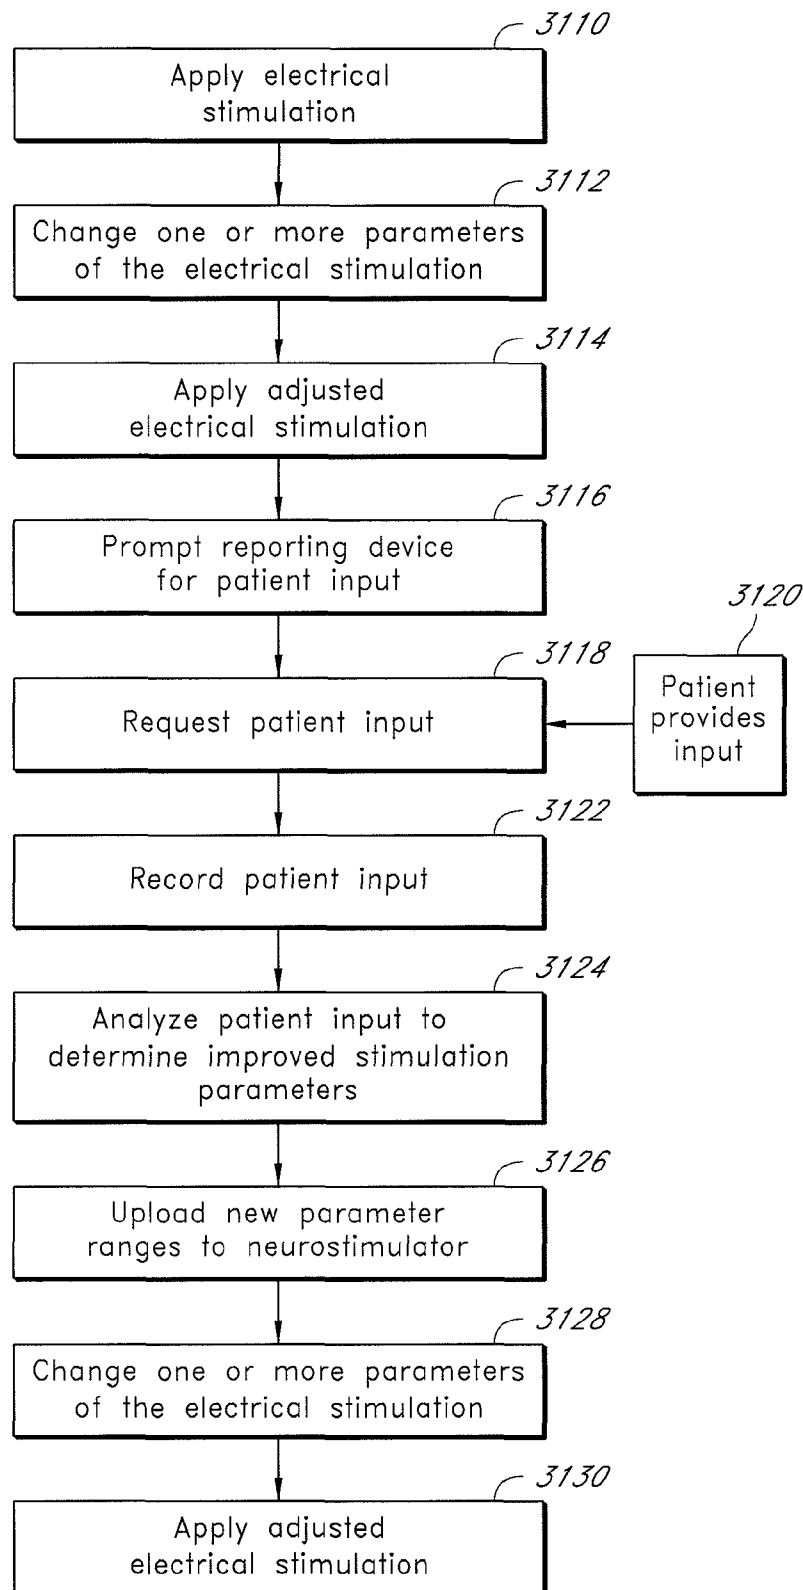 3110
Apply electrical
stimulation
3112
Change one or more parameters
of the electrical stimulation
3114
Apply adjusted
electrical stimulation
3116
Prompt reporting device
for patient input
3118
Request patient input
3120
Patient
provides
input
3122
Record patient input
3124
Analyze patient input to
determine improved stimulation
parameters
3126
Upload new parameter
ranges to neurostimulator
3128
Change one or more parameters
of the electrical stimulation
3130
Apply adjusted
electrical stimulation